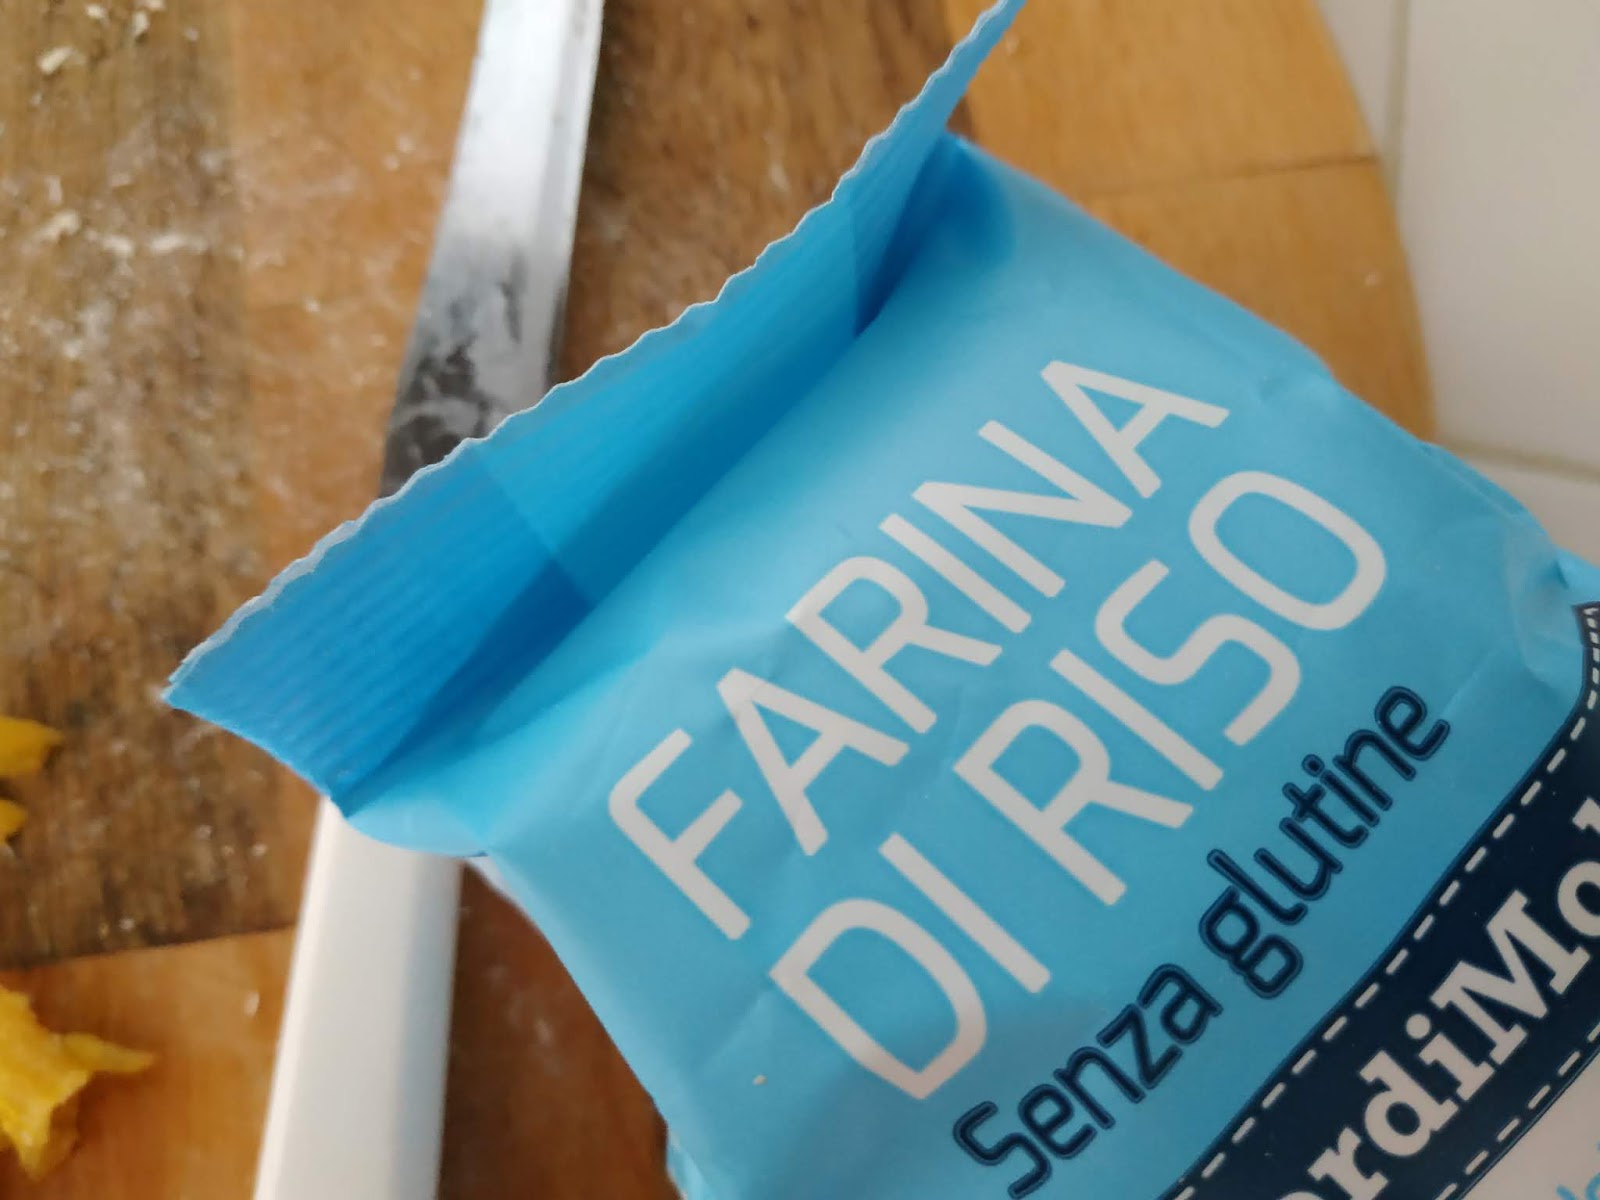 FARINA
DI RISO
Senza glutine